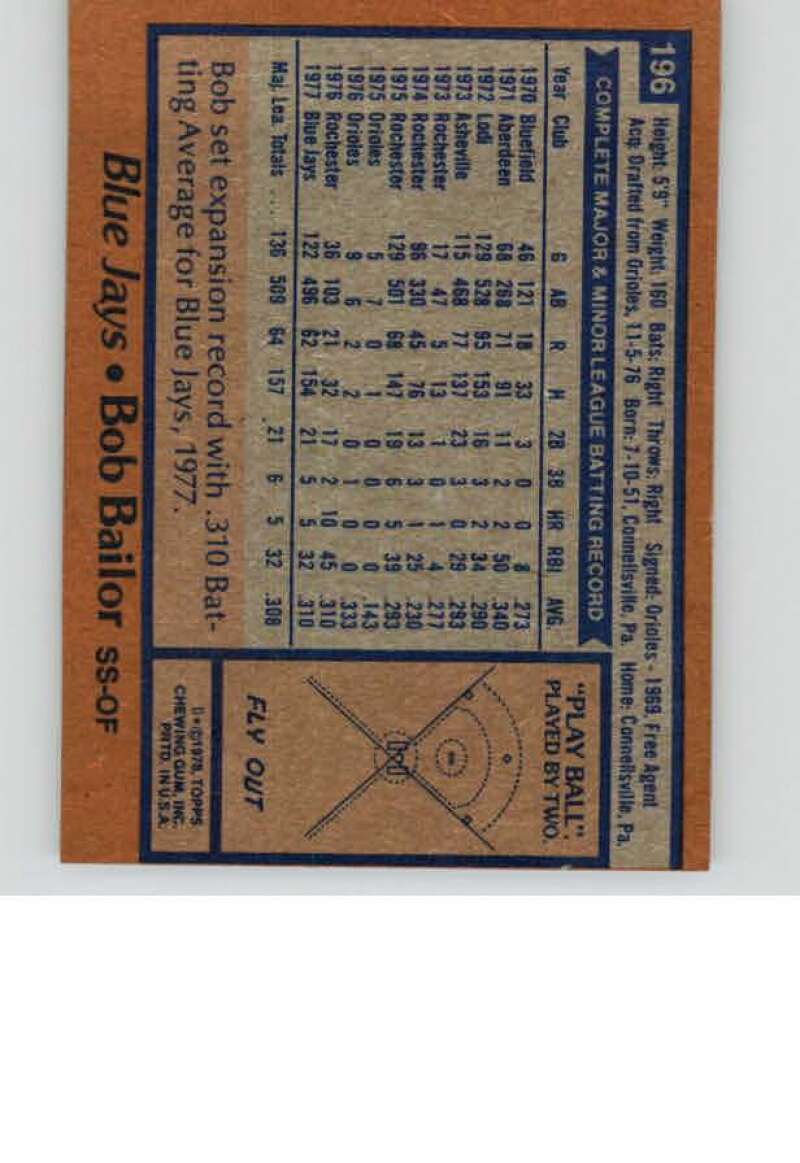 196
Height: 5'9" Weight: 160 Bats: Right Throws: Right Signed: Orioles - 1969, Free Agent
Acq: Drafted from Orioles, 11-5-76 Born: 7-10-51, Connellsville, Pa. Home: Connellsville, Pa.
COMPLETE MAJOR & MINOR LEAGUE BATTING RECORD
Year Club G AB R H 2B 3B HR RBI AVG.
1970 Bluefield 46 121 18 33 3 0 0 8 .273
1971 Aberdeen 68 268 71 91 11 2 2 50 .340
1972 Lodi 129 528 95 153 16 3 2 34 .290
1973 Asheville 115 468 77 137 23 3 0 29 .293
1973 Rochester 17 47 5 13 1 0 1 4 .277
1974 Rochester 96 330 45 76 13 3 1 25 .230
1975 Rochester 129 501 69 147 19 6 5 39 .293
1975 Orioles 5 7 0 1 0 0 0 0 .143
1976 Orioles 9 6 2 2 0 1 0 0 .333
1976 Rochester 36 103 21 32 17 2 10 45 .310
1977 Blue Jays 122 496 62 154 21 5 5 32 .310
Maj. Lea. Totals .... 136 509 64 157 21 6 5 32 .308
Bob set expansion record with .310 Bat-
ting Average for Blue Jays, 1977.
"PLAY BALL":
PLAYED BY TWO.
FLY OUT
D*©1978, TOPPS
CHEWING GUM, INC.
PRTD. IN U.S.A.
Blue Jays • Bob Bailor SS-OF